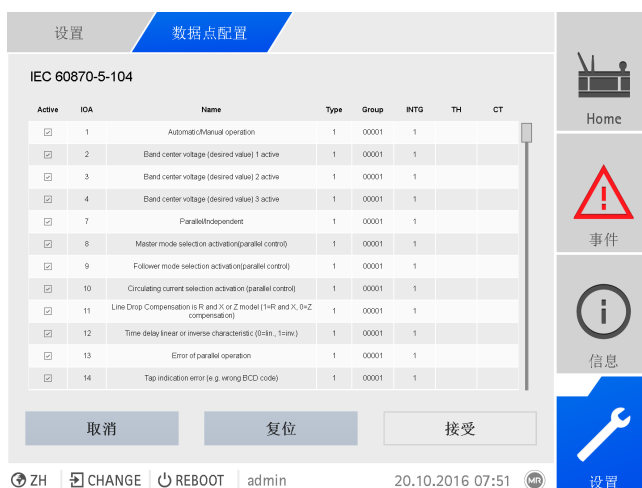 设置
数据点配置
IEC 60870-5-104
Active IOA Name Type Group INTG TH CT
1 Automatic/Manual operation 1 00001 1
2 Band center voltage (desired value) 1 active 1 00001 1
3 Band center voltage (desired value) 2 active 1 00001 1
4 Band center voltage (desired value) 3 active 1 00001 1
7 Parallel/Independent 1 00001 1
8 Master mode selection activation(parallel control) 1 00001 1
9 Follower mode selection activation(parallel control) 1 00001 1
10 Circulating current selection activation (parallel control) 1 00001 1
11 Line Drop Compensation is R and X or Z model (1=R and X, 0=Z
compensation) 1 00001 1
12 Time delay linear or inverse characteristic (0=lin., 1=inv.) 1 00001 1
13 Error of parallel operation 1 00001 1
14 Tap indication error (e.g. wrong BCD code) 1 00001 1
取消
复位
接受
ZH CHANGE REBOOT admin 20.10.2016 07:51 MR
Home
事件
信息
设置